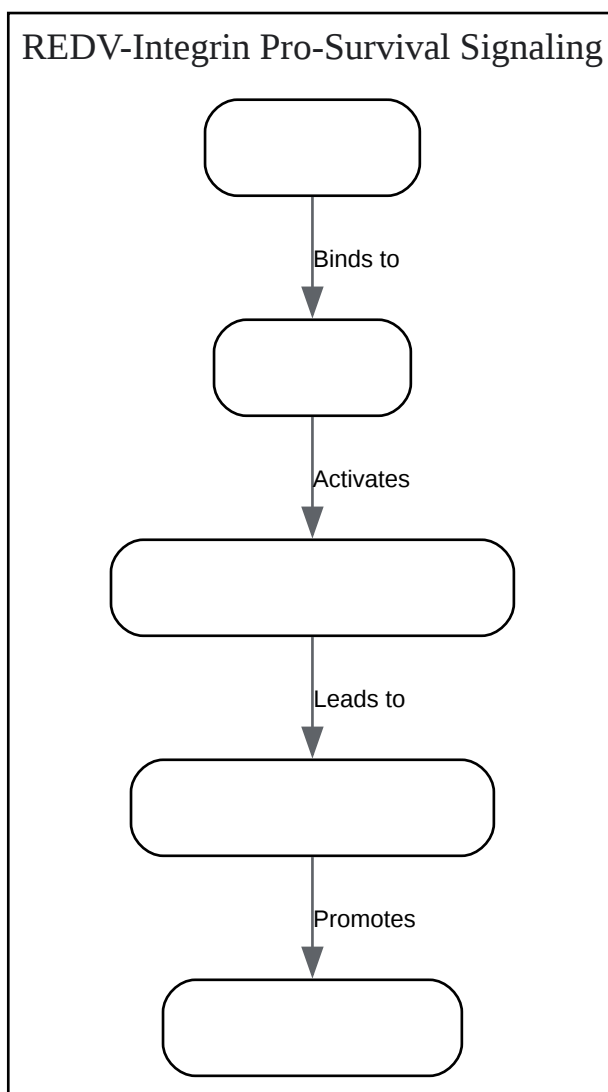 REDV-Integrin Pro-Survival Signaling
Binds to
Activates
Leads to
Promotes